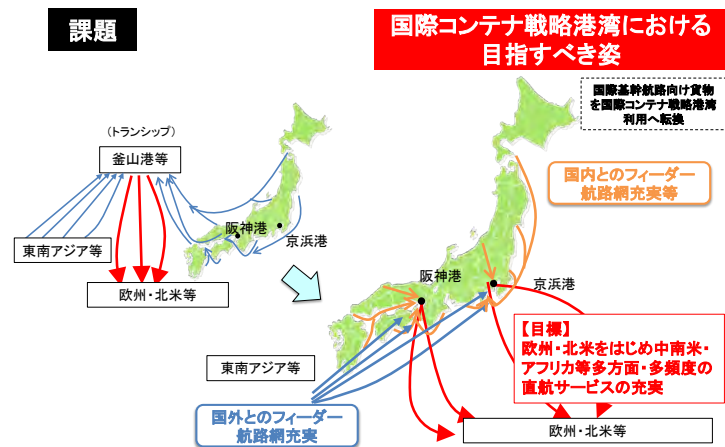 課題
国際コンテナ戦略港湾における
目指すべき姿
国際基幹航路向け貨物
を国際コンテナ戦略港湾
利用へ転換
(トランシップ)
釜山港等
国内とのフィーダー
航路網充実等
阪神港
京浜港
東南アジア等
欧州・北米等
阪神港
京浜港
【目標】
欧州・北米をはじめ中南米・
アフリカ等多方面・多頻度の
直航サービスの充実
東南アジア等
国外とのフィーダー
航路網充実
欧州・北米等